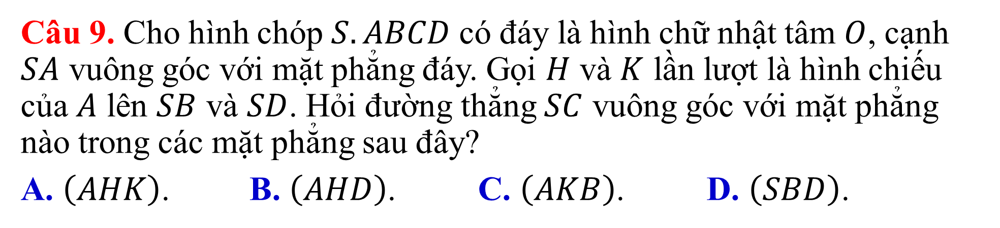 Câu 9. Cho hình chóp S.ABCD có đáy là hình chữ nhật tâm O, cạnh
SA vuông góc với mặt phẳng đáy. Gọi H và K lần lượt là hình chiếu
của A lên SB và SD. Hỏi đường thẳng SC vuông góc với mặt phẳng
nào trong các mặt phẳng sau đây?
A. (AHK). B. (AHD). C. (AKB). D. (SBD).